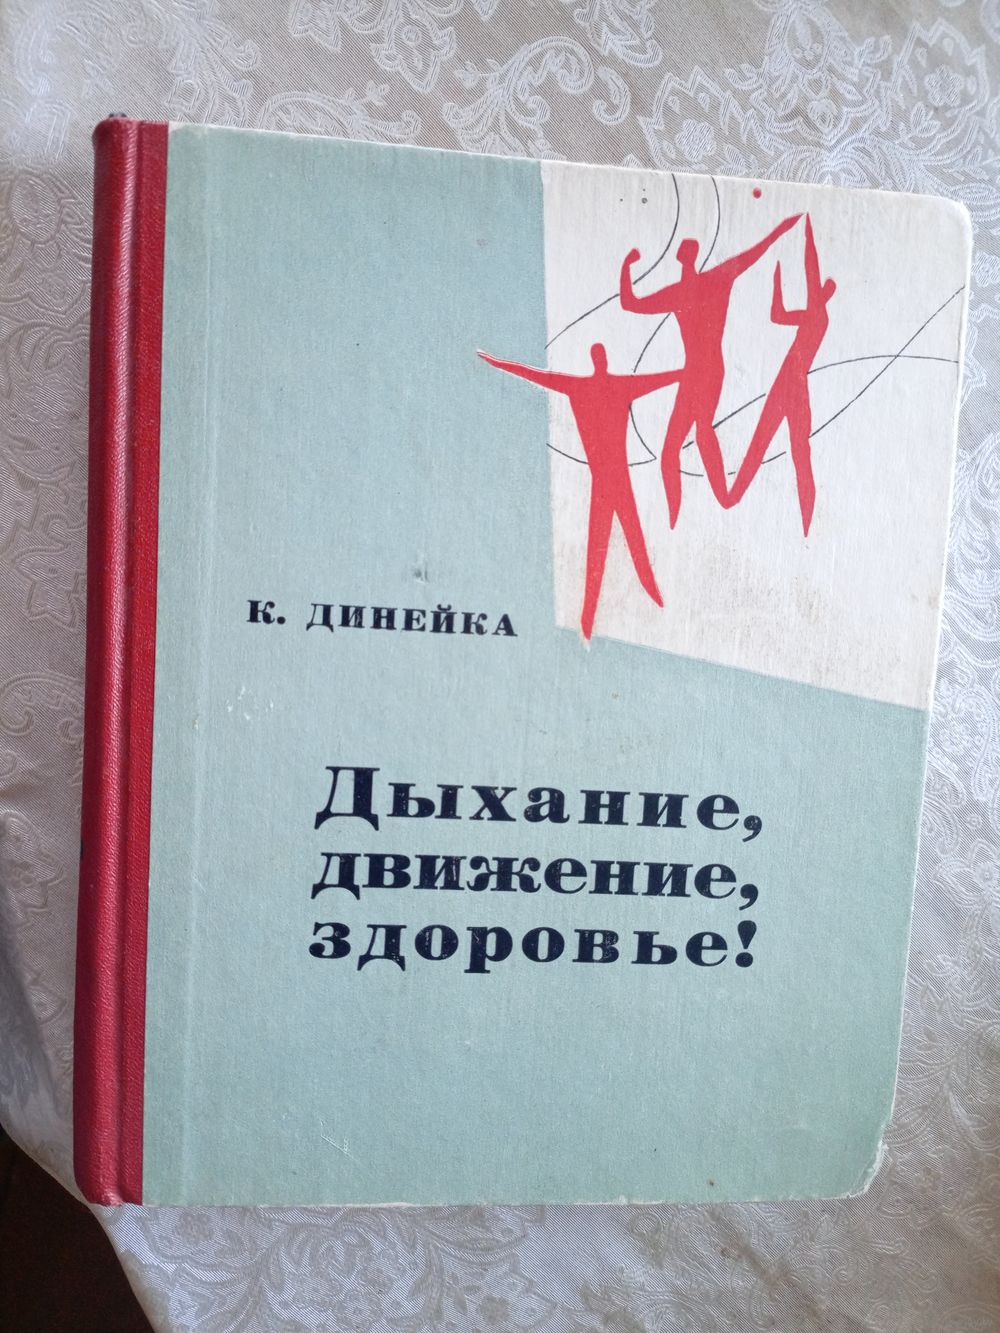 К. ДИНЕЙКА
Дыхание,
движение,
здоровье!